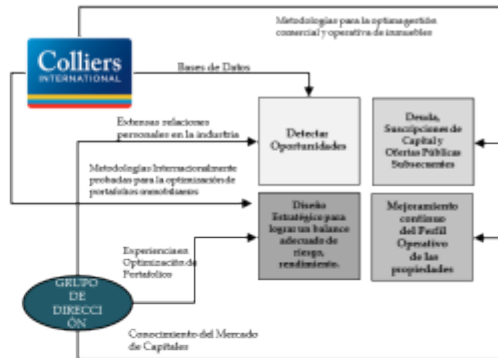 Metodologías para la optimagestión
comercial y operativa de inmuebles
Colliers
INTERNATIONAL
Bases de Datos
Extensas relaciones
personales en la industria
Detectar
Oportunidades
Deuda,
Suscripciones de
Capital y
Ofertas Públicas
Subsecuentes
Metodologías Internacionalmente
probadas para la optimización de
portafolios inmobiliarios
Diseño
Estratégico para
lograr un balance
adecuado de
riesgo,
rendimiento.
Mejoramiento
continuo
del Perfil
Operativo
de las
propiedades
Experiencia en
Optimización de
Portafolios
GRUPO
DE
DIRECCI
ÓN
Conocimiento del Mercado
de Capitales